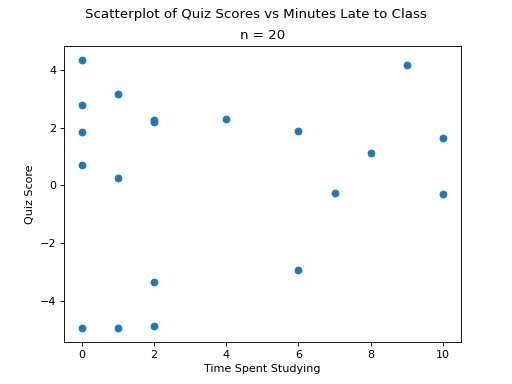 Scatterplot of Quiz Scores vs Minutes Late to Class
n = 20
4
2
0
−2
−4
Quiz Score
0 2 4 6 8 10
Time Spent Studying